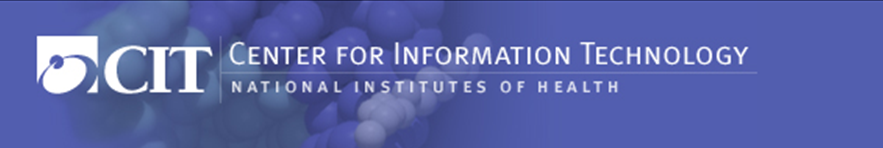 CIT
CENTER FOR INFORMATION TECHNOLOGY
NATIONAL INSTITUTES OF HEALTH